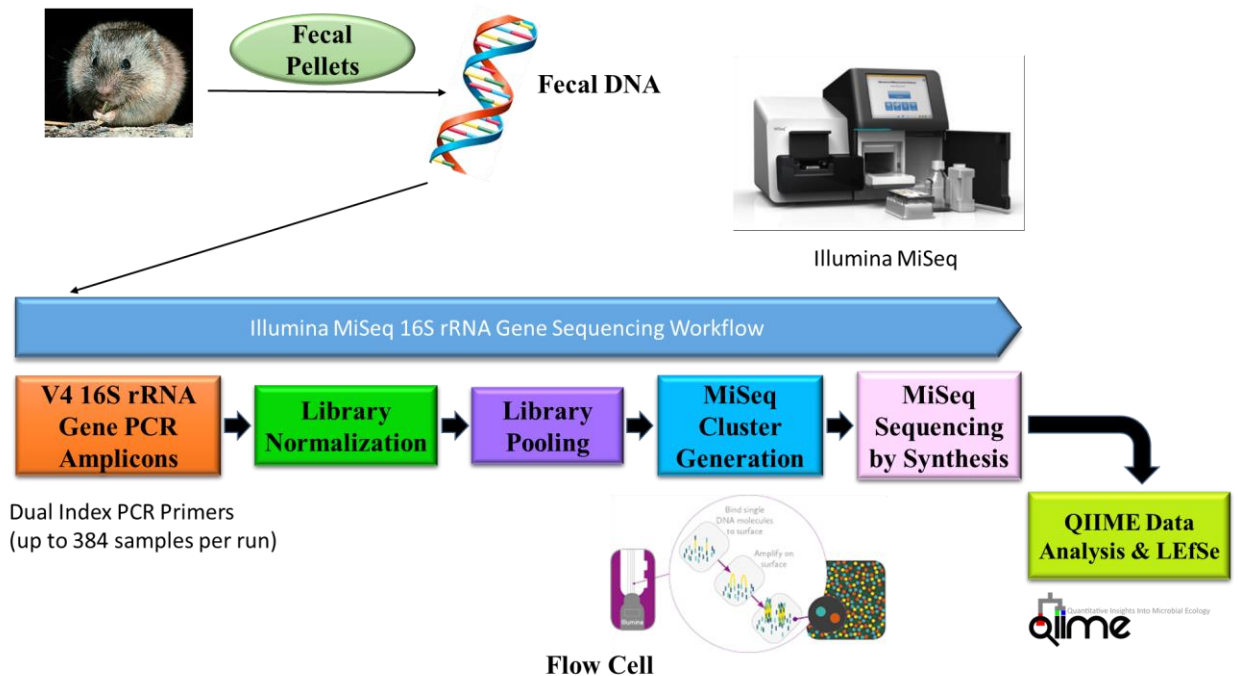 Fecal
Pellets
Fecal DNA
Illumina MiSeq
Illumina MiSeq 16S rRNA Gene Sequencing Workflow
V4 16S rRNA
Gene PCR
Amplicons
Library
Normalization
Library
Pooling
MiSeq
Cluster
Generation
MiSeq
Sequencing
by Synthesis
Dual Index PCR Primers
(up to 384 samples per run)
Bind single
DNA molecules
to surface
Amplify on
surface
illumina
Flow Cell
QIIME Data
Analysis & LEfSe
Quantitative Insights Into Microbial Ecology
Qiime